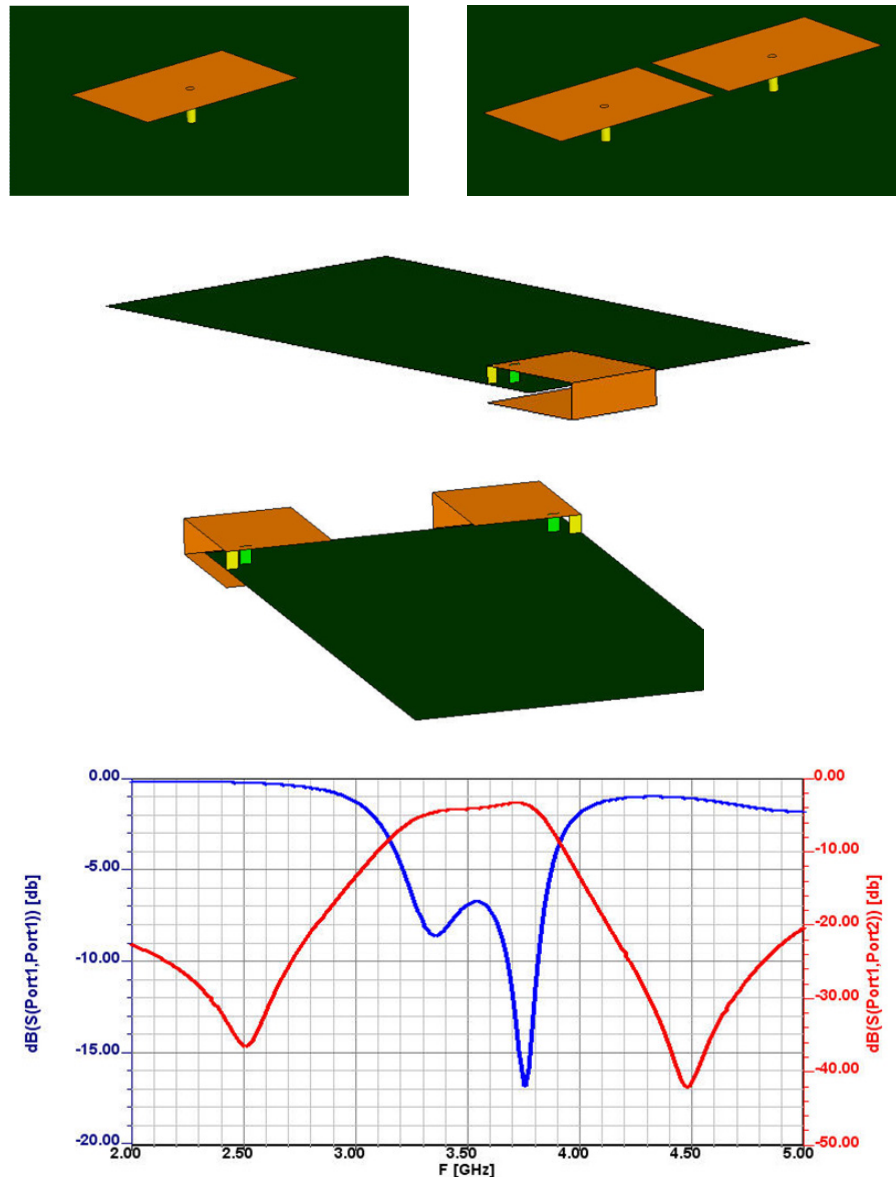 0.00
-5.00
-10.00
-15.00
-20.00
dB(S(Port1,Port1)) [db]
0.00
-10.00
-20.00
-30.00
-40.00
-50.00
dB(S(Port1,Port2)) [db]
2.00 2.50 3.00 3.50 4.00 4.50 5.00
F [GHz]